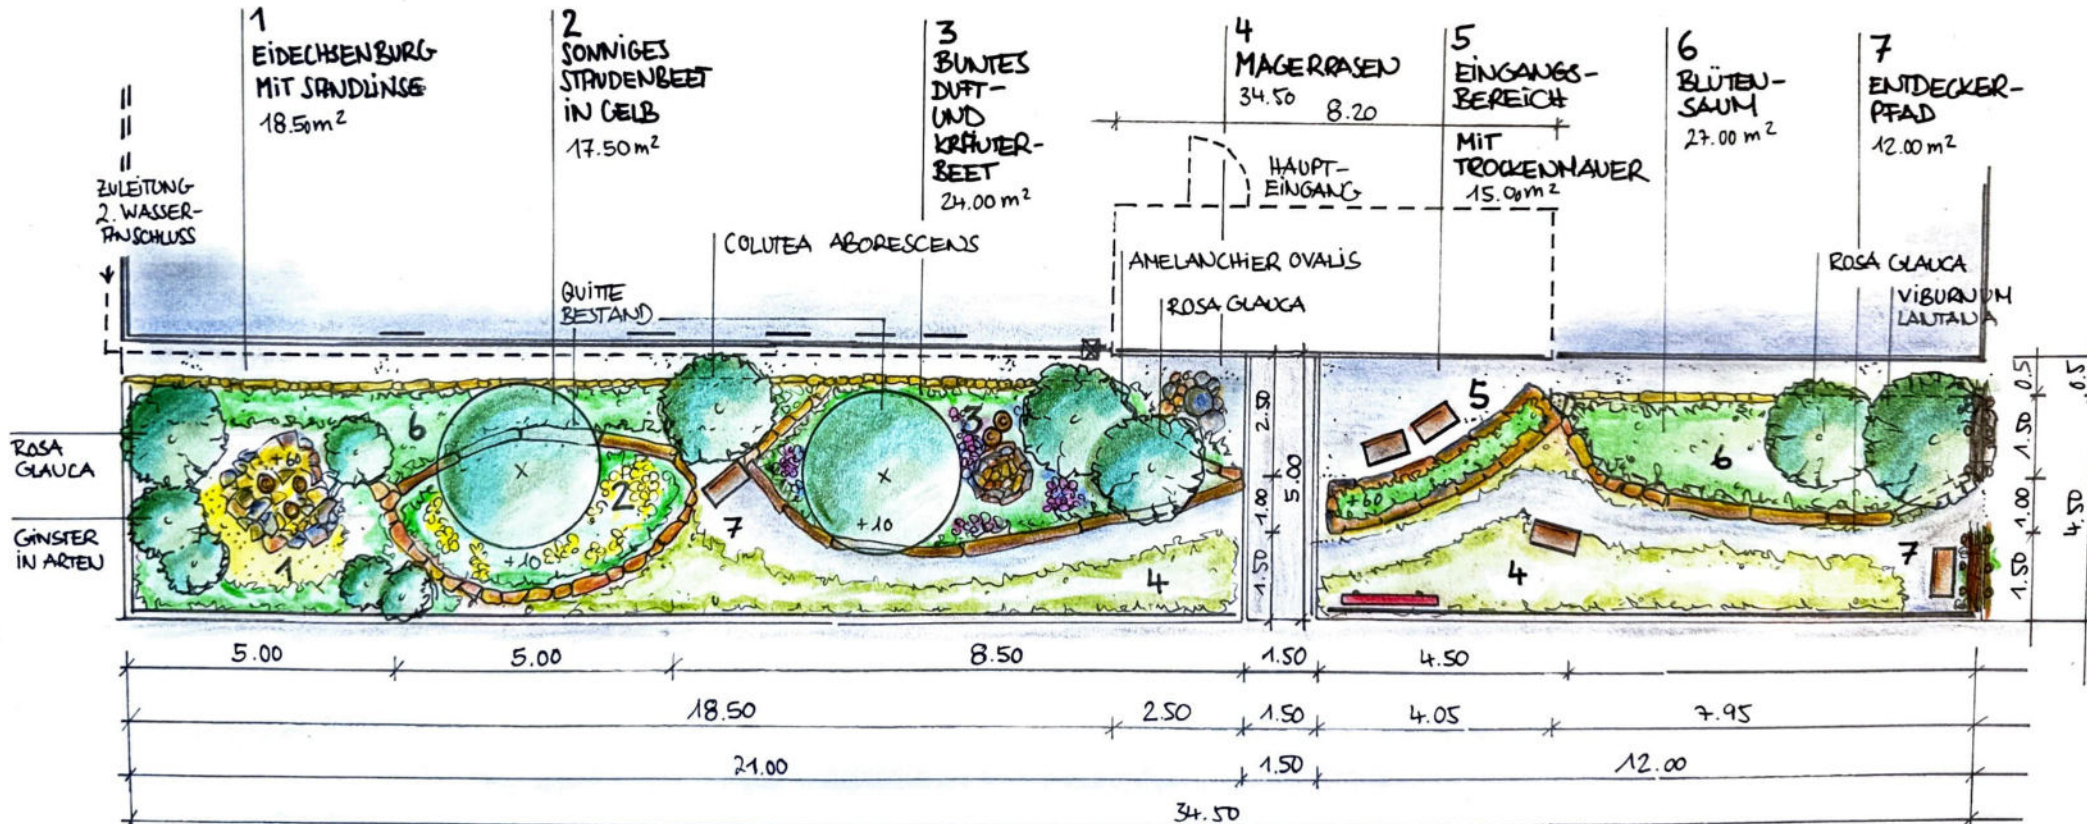 1
EIDECHSENBURG
MIT SANDLINSE
18.50m²
2
SONNIGES
STAUDENBEET
IN GELB
17.50m²
3
BUNTES
DUFT-
UND
KRÄUTER-
BEET
24.00m²
4
MAGERRASEN
34.50
8.20
5
EINGANGS-
BEREICH
MIT
TROCKENMAUER
15.00m²
6
BLÜTEN-
SAUM
27.00m²
7
ENTDECKER-
PFAD
12.00m²
ZULEITUNG
2. WASSER-
ANSCHLUSS
HAUPT-
EINGANG
COLUTEA ABORESCENS
QUITTE
BESTAND
AMELANCHIER OVALIS
ROSA GLAUCA
ROSA GLAUCA
VIBURNUM
LANTANA
ROSA
GLAUCA
GINSTER
IN ARTEN
6
3
5
6
2
1
7
4
4
7
+10
+10
+60
2.50
1.00
1.50
5.00
0.5
1.50
1.00
1.50
0.5
4.50
5.00
5.00
8.50
1.50
4.50
18.50
2.50
1.50
4.05
7.95
21.00
1.50
12.00
34.50